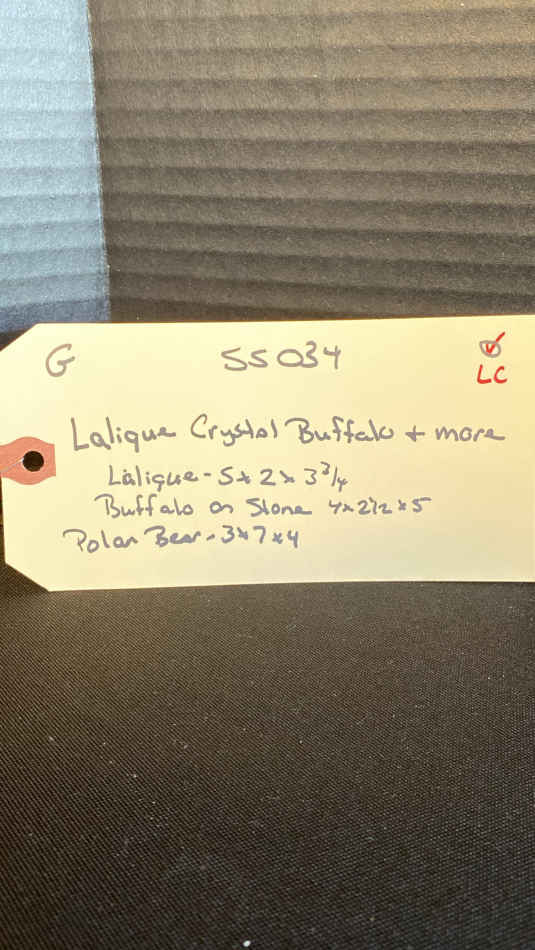 G 55034
LC
Lalique Crystal Buffalo + more
Lalique - 5 x 2 x 3 3/4
Buffalo on Stone 4 x 2 1/2 x 5
Polar Bear - 3 x 7 x 4